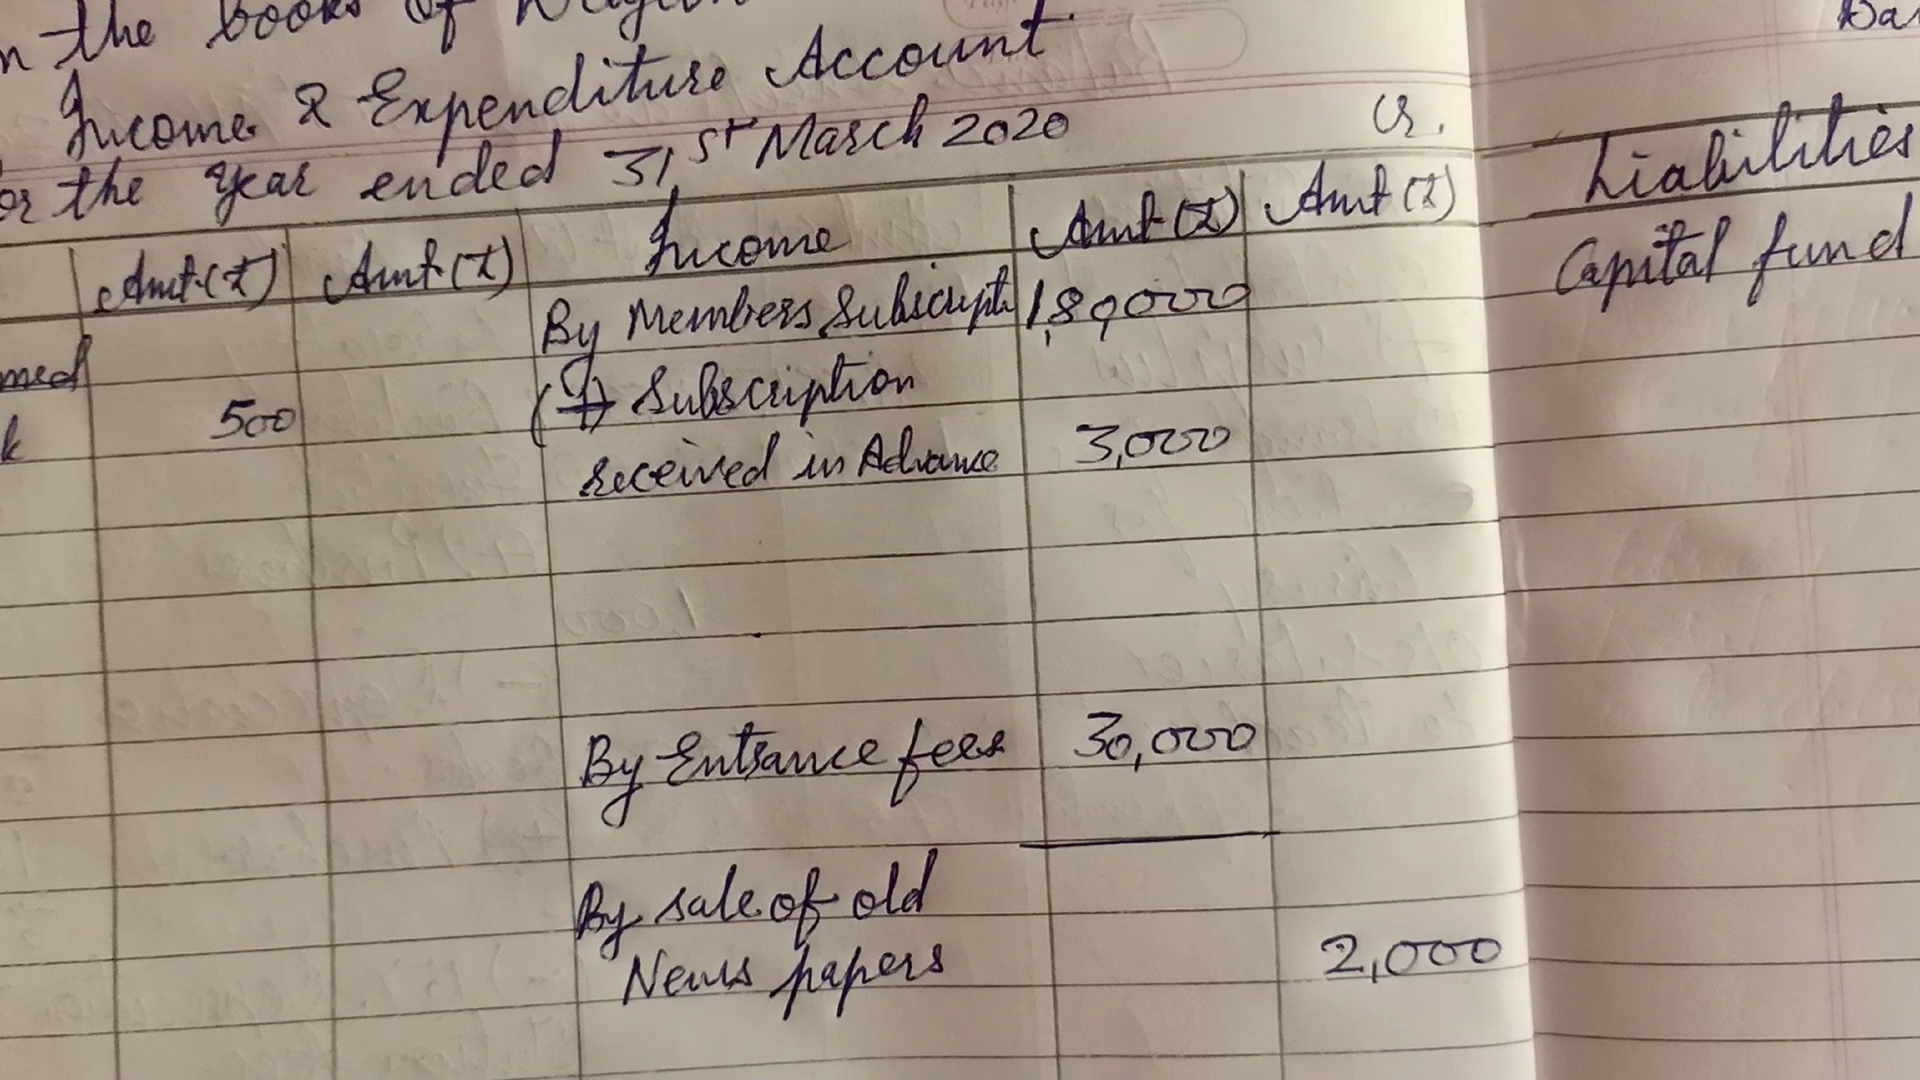 the books of
Income & Expenditure Account
for the Year ended 31st March 2020
Cr.
Amt (₹) Amt (₹) Income Amt (₹) Amt (₹)
By Members Subscripti 1,80,000
500 (+) Subscription
received in Advance 3,000
By Entrance fees 30,000
By sale of old
News papers 2,000
Liabilities
Capital fund